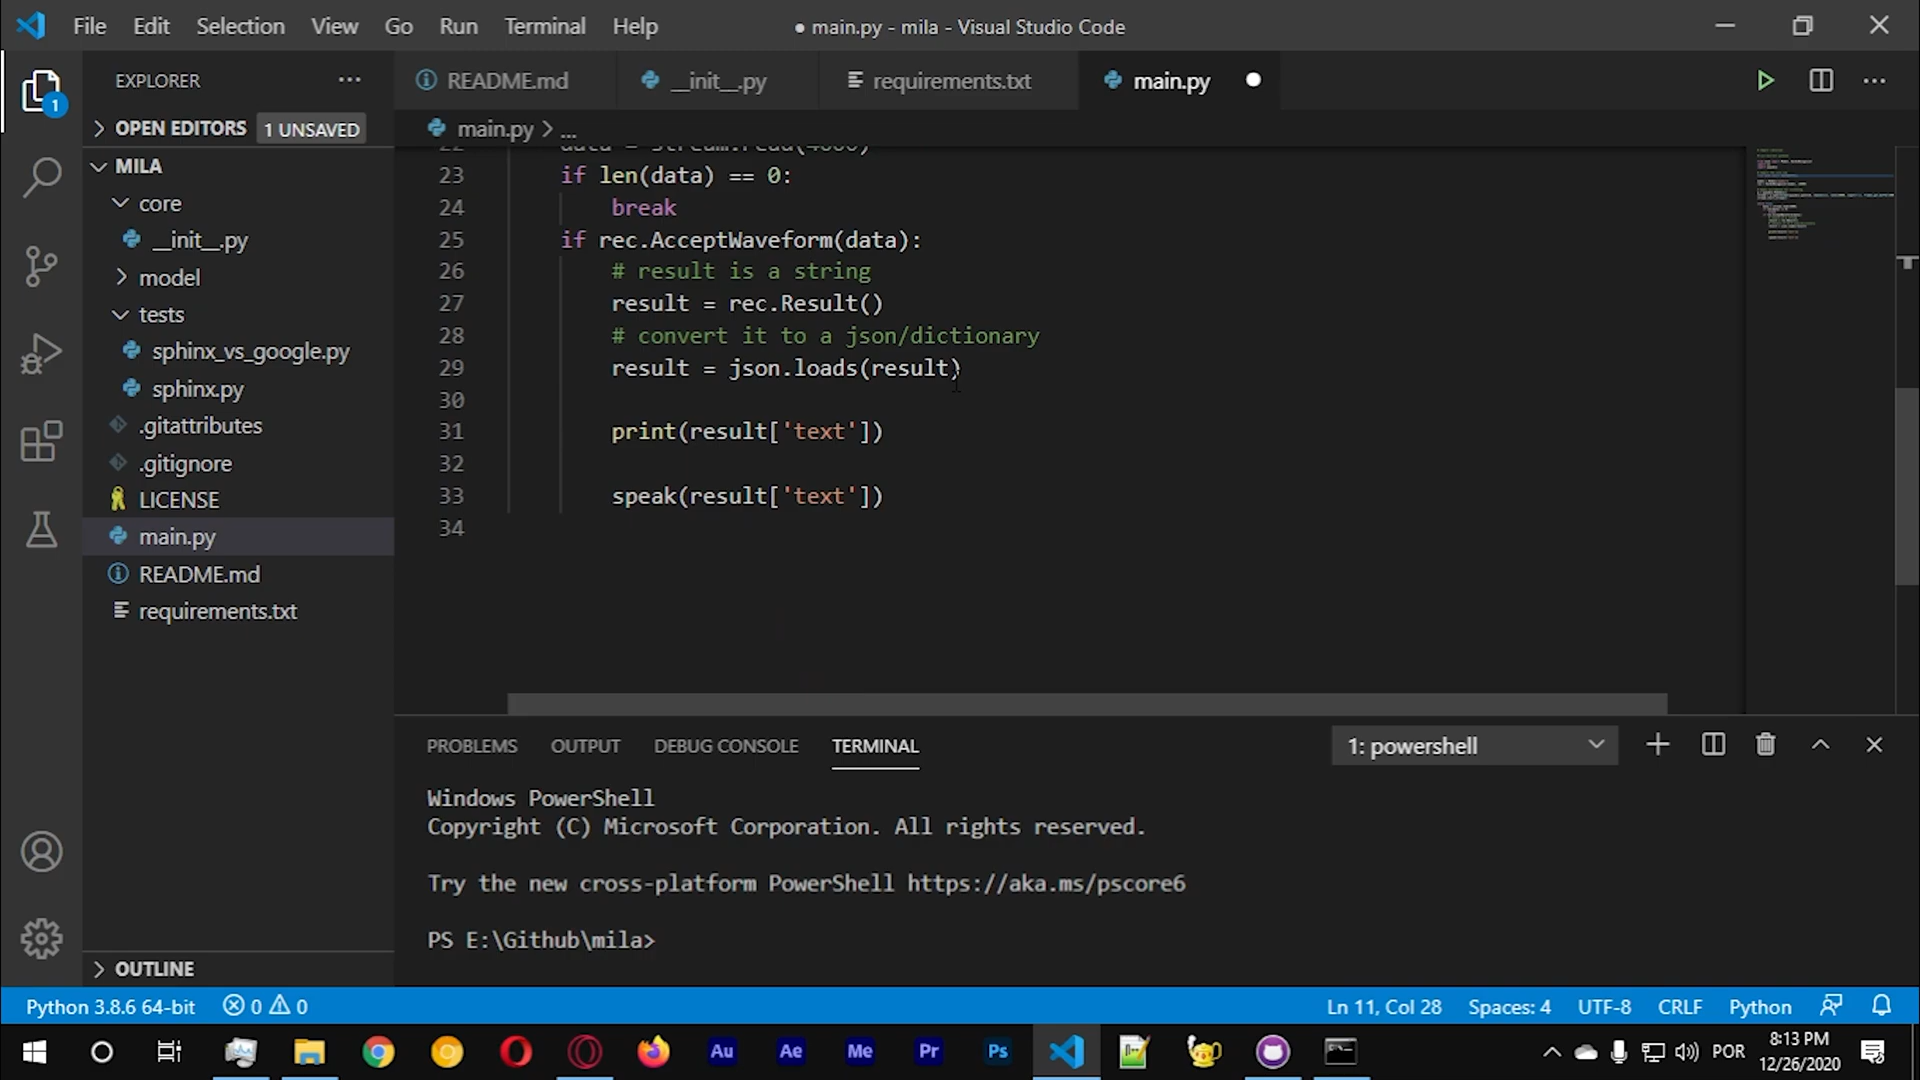 File Edit Selection View Go Run Terminal Help
● main.py - mila - Visual Studio Code
EXPLORER
1
README.md
__init__.py
requirements.txt
main.py
OPEN EDITORS 1 UNSAVED
main.py > ...
MILA
core
__init__.py
model
tests
sphinx_vs_google.py
sphinx.py
.gitattributes
.gitignore
LICENSE
main.py
README.md
requirements.txt
OUTLINE
22 data = stream.read(4000)
23 if len(data) == 0:
24 break
25 if rec.AcceptWaveform(data):
26 # result is a string
27 result = rec.Result()
28 # convert it to a json/dictionary
29 result = json.loads(result)
30
31 print(result['text'])
32
33 speak(result['text'])
34
PROBLEMS OUTPUT DEBUG CONSOLE TERMINAL
1: powershell
Windows PowerShell
Copyright (C) Microsoft Corporation. All rights reserved.
Try the new cross-platform PowerShell https://aka.ms/pscore6
PS E:\Github\mila>
Python 3.8.6 64-bit 0 0
Ln 11, Col 28 Spaces: 4 UTF-8 CRLF Python
Au Ae Me Pr Ps
POR
8:13 PM
12/26/2020